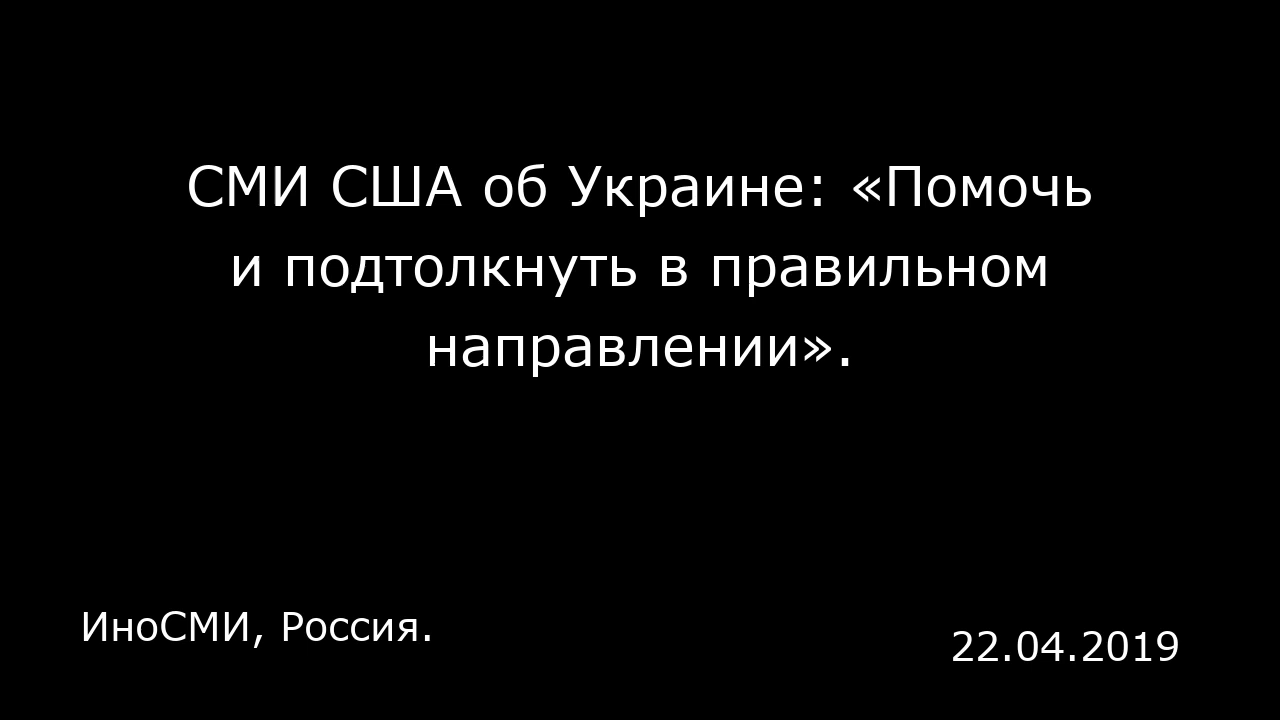 СМИ США об Украине: «Помочь
и подтолкнуть в правильном
направлении».
ИноСМИ, Россия.
22.04.2019